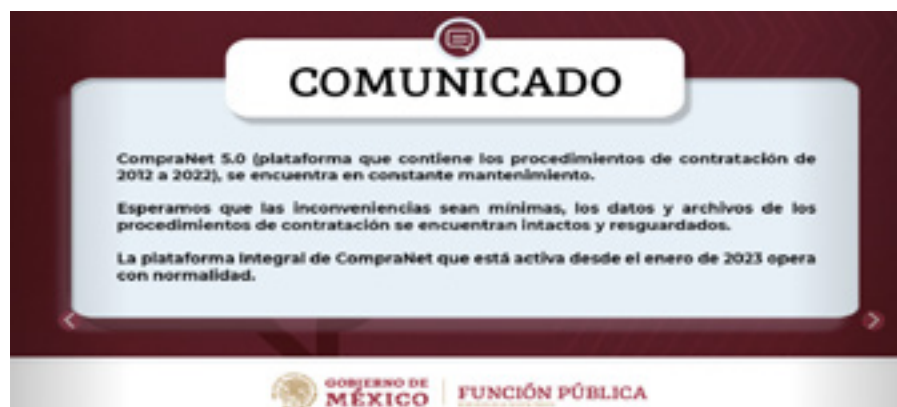 COMUNICADO
CompraNet 5.0 (plataforma que contiene los procedimientos de contratación de
2012 a 2022), se encuentra en constante mantenimiento.
Esperamos que las inconveniencias sean mínimas, los datos y archivos de los
procedimientos de contratación se encuentran intactos y resguardados.
La plataforma Integral de CompraNet que está activa desde el enero de 2023 opera
con normalidad.
GOBIERNO DE
MÉXICO
FUNCIÓN PÚBLICA